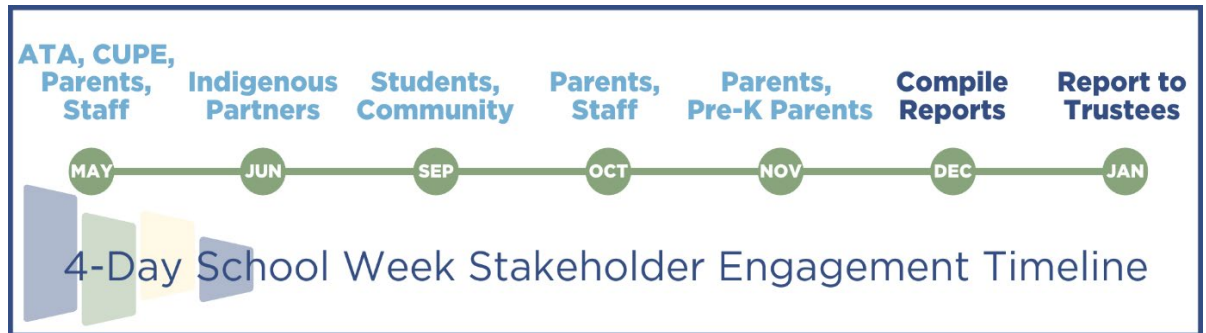 ATA, CUPE,
Parents,
Staff
Indigenous
Partners
Students,
Community
Parents,
Staff
Parents,
Pre-K Parents
Compile
Reports
Report to
Trustees
MAY
JUN
SEP
OCT
NOV
DEC
JAN
4-Day School Week Stakeholder Engagement Timeline